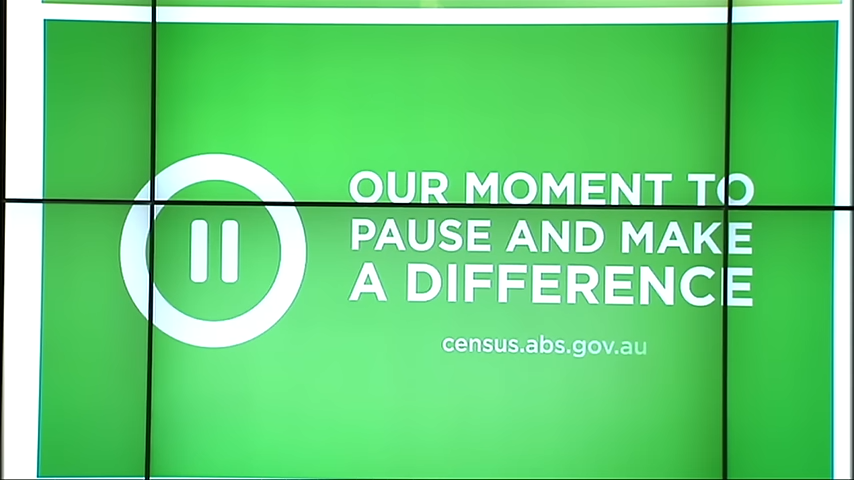 OUR MOMENT TO
PAUSE AND MAKE
A DIFFERENCE
census.abs.gov.au